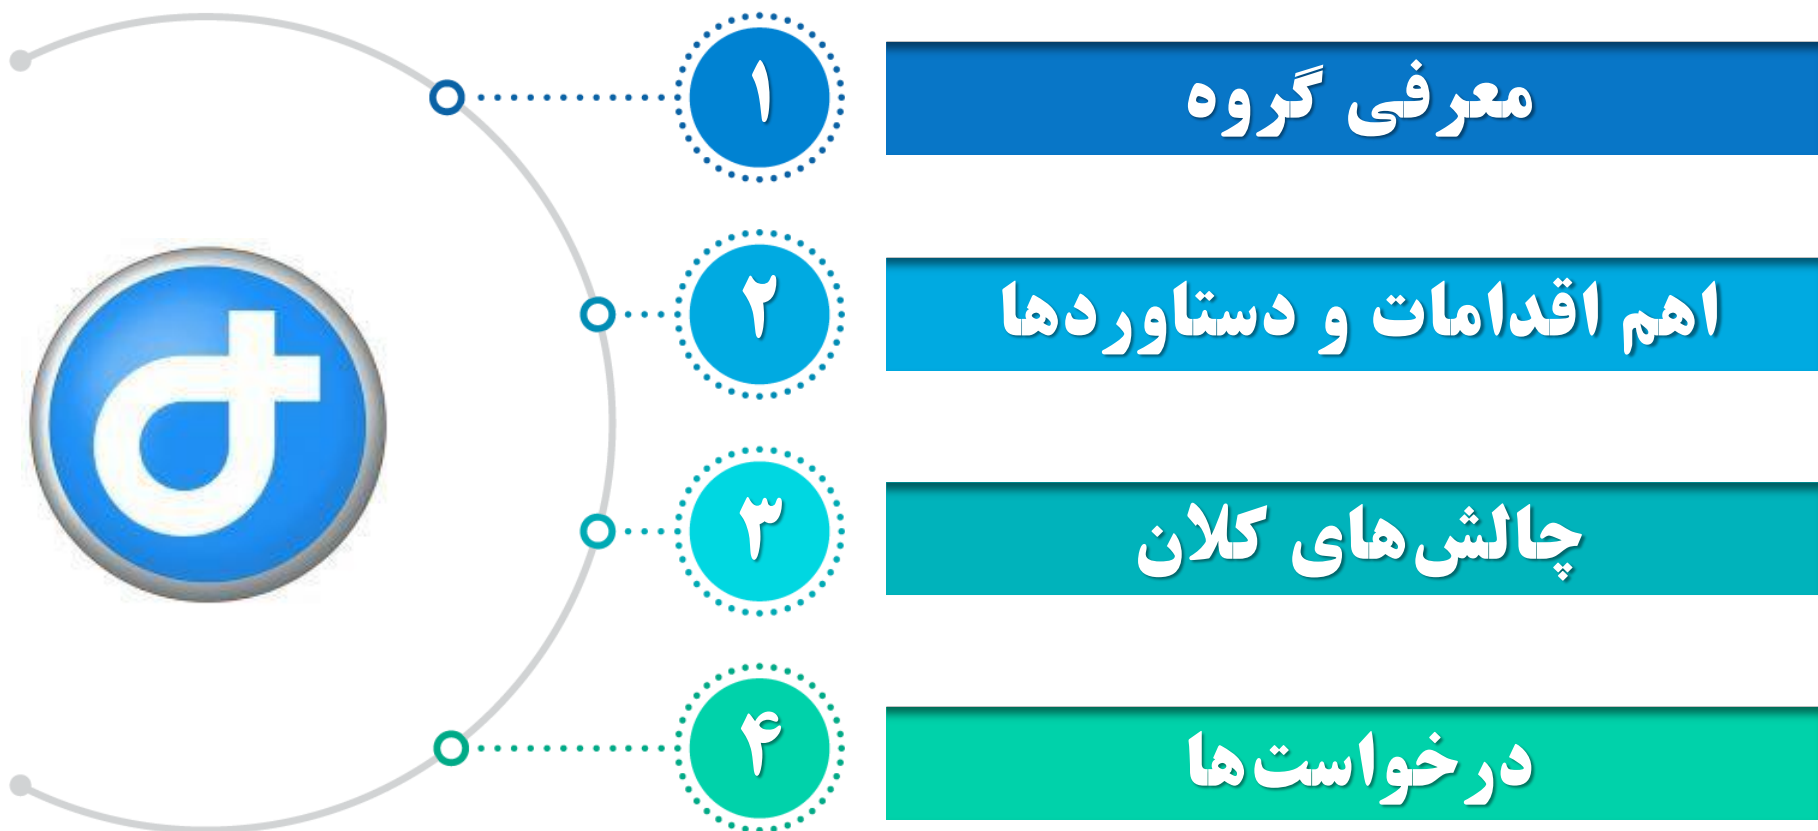 ۱
معرفی گروه
۲
اهم اقدامات و دستاوردها
۳
چالش‌های کلان
۴
درخواست‌ها